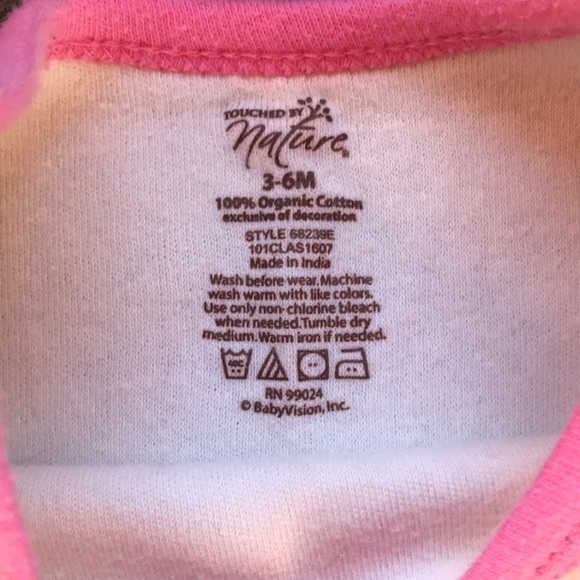 TOUCHED BY
Nature®
3-6M
100% Organic Cotton
exclusive of decoration
STYLE 68239E
101CLAS1607
Made in India
Wash before wear. Machine
wash warm with like colors.
Use only non-chlorine bleach
when needed. Tumble dry
medium. Warm iron if needed.
40C
RN 99024
© BabyVision, Inc.